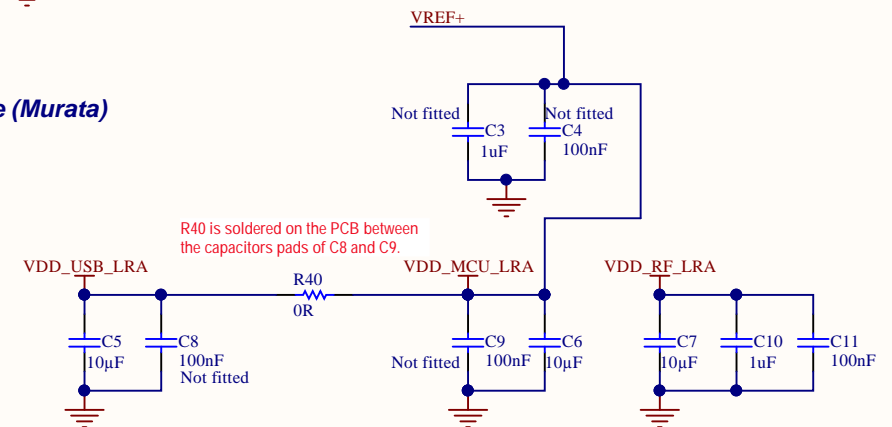 VREF+
e (Murata)
Not fitted
C3
1uF
Not fitted
C4
100nF
R40 is soldered on the PCB between
the capacitors pads of C8 and C9.
VDD_USB_LRA
R40
0R
VDD_MCU_LRA
VDD_RF_LRA
C5
10µF
C8
100nF
Not fitted
Not fitted
C9
100nF
C6
10µF
C7
10µF
C10
1uF
C11
100nF